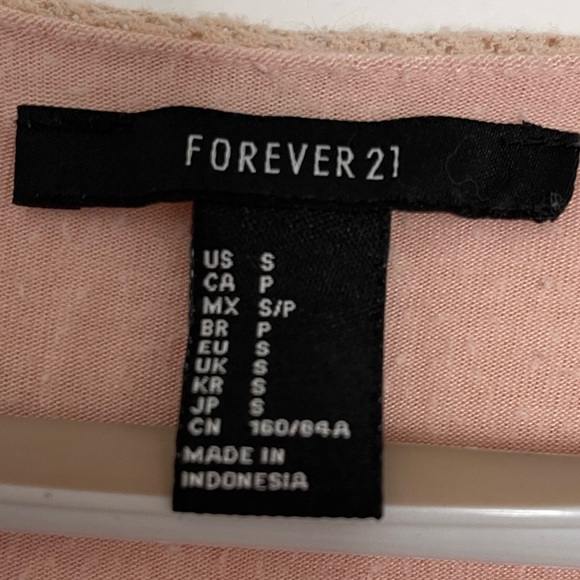 FOREVER 21
US S
CA P
MX S/P
BR P
EU S
UK S
KR S
JP S
CN 160/84A
MADE IN
INDONESIA